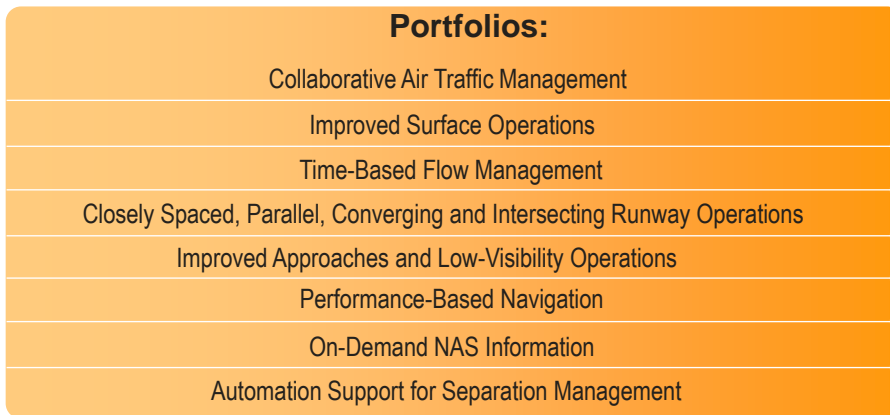 Portfolios:
Collaborative Air Traffic Management
Improved Surface Operations
Time-Based Flow Management
Closely Spaced, Parallel, Converging and Intersecting Runway Operations
Improved Approaches and Low-Visibility Operations
Performance-Based Navigation
On-Demand NAS Information
Automation Support for Separation Management